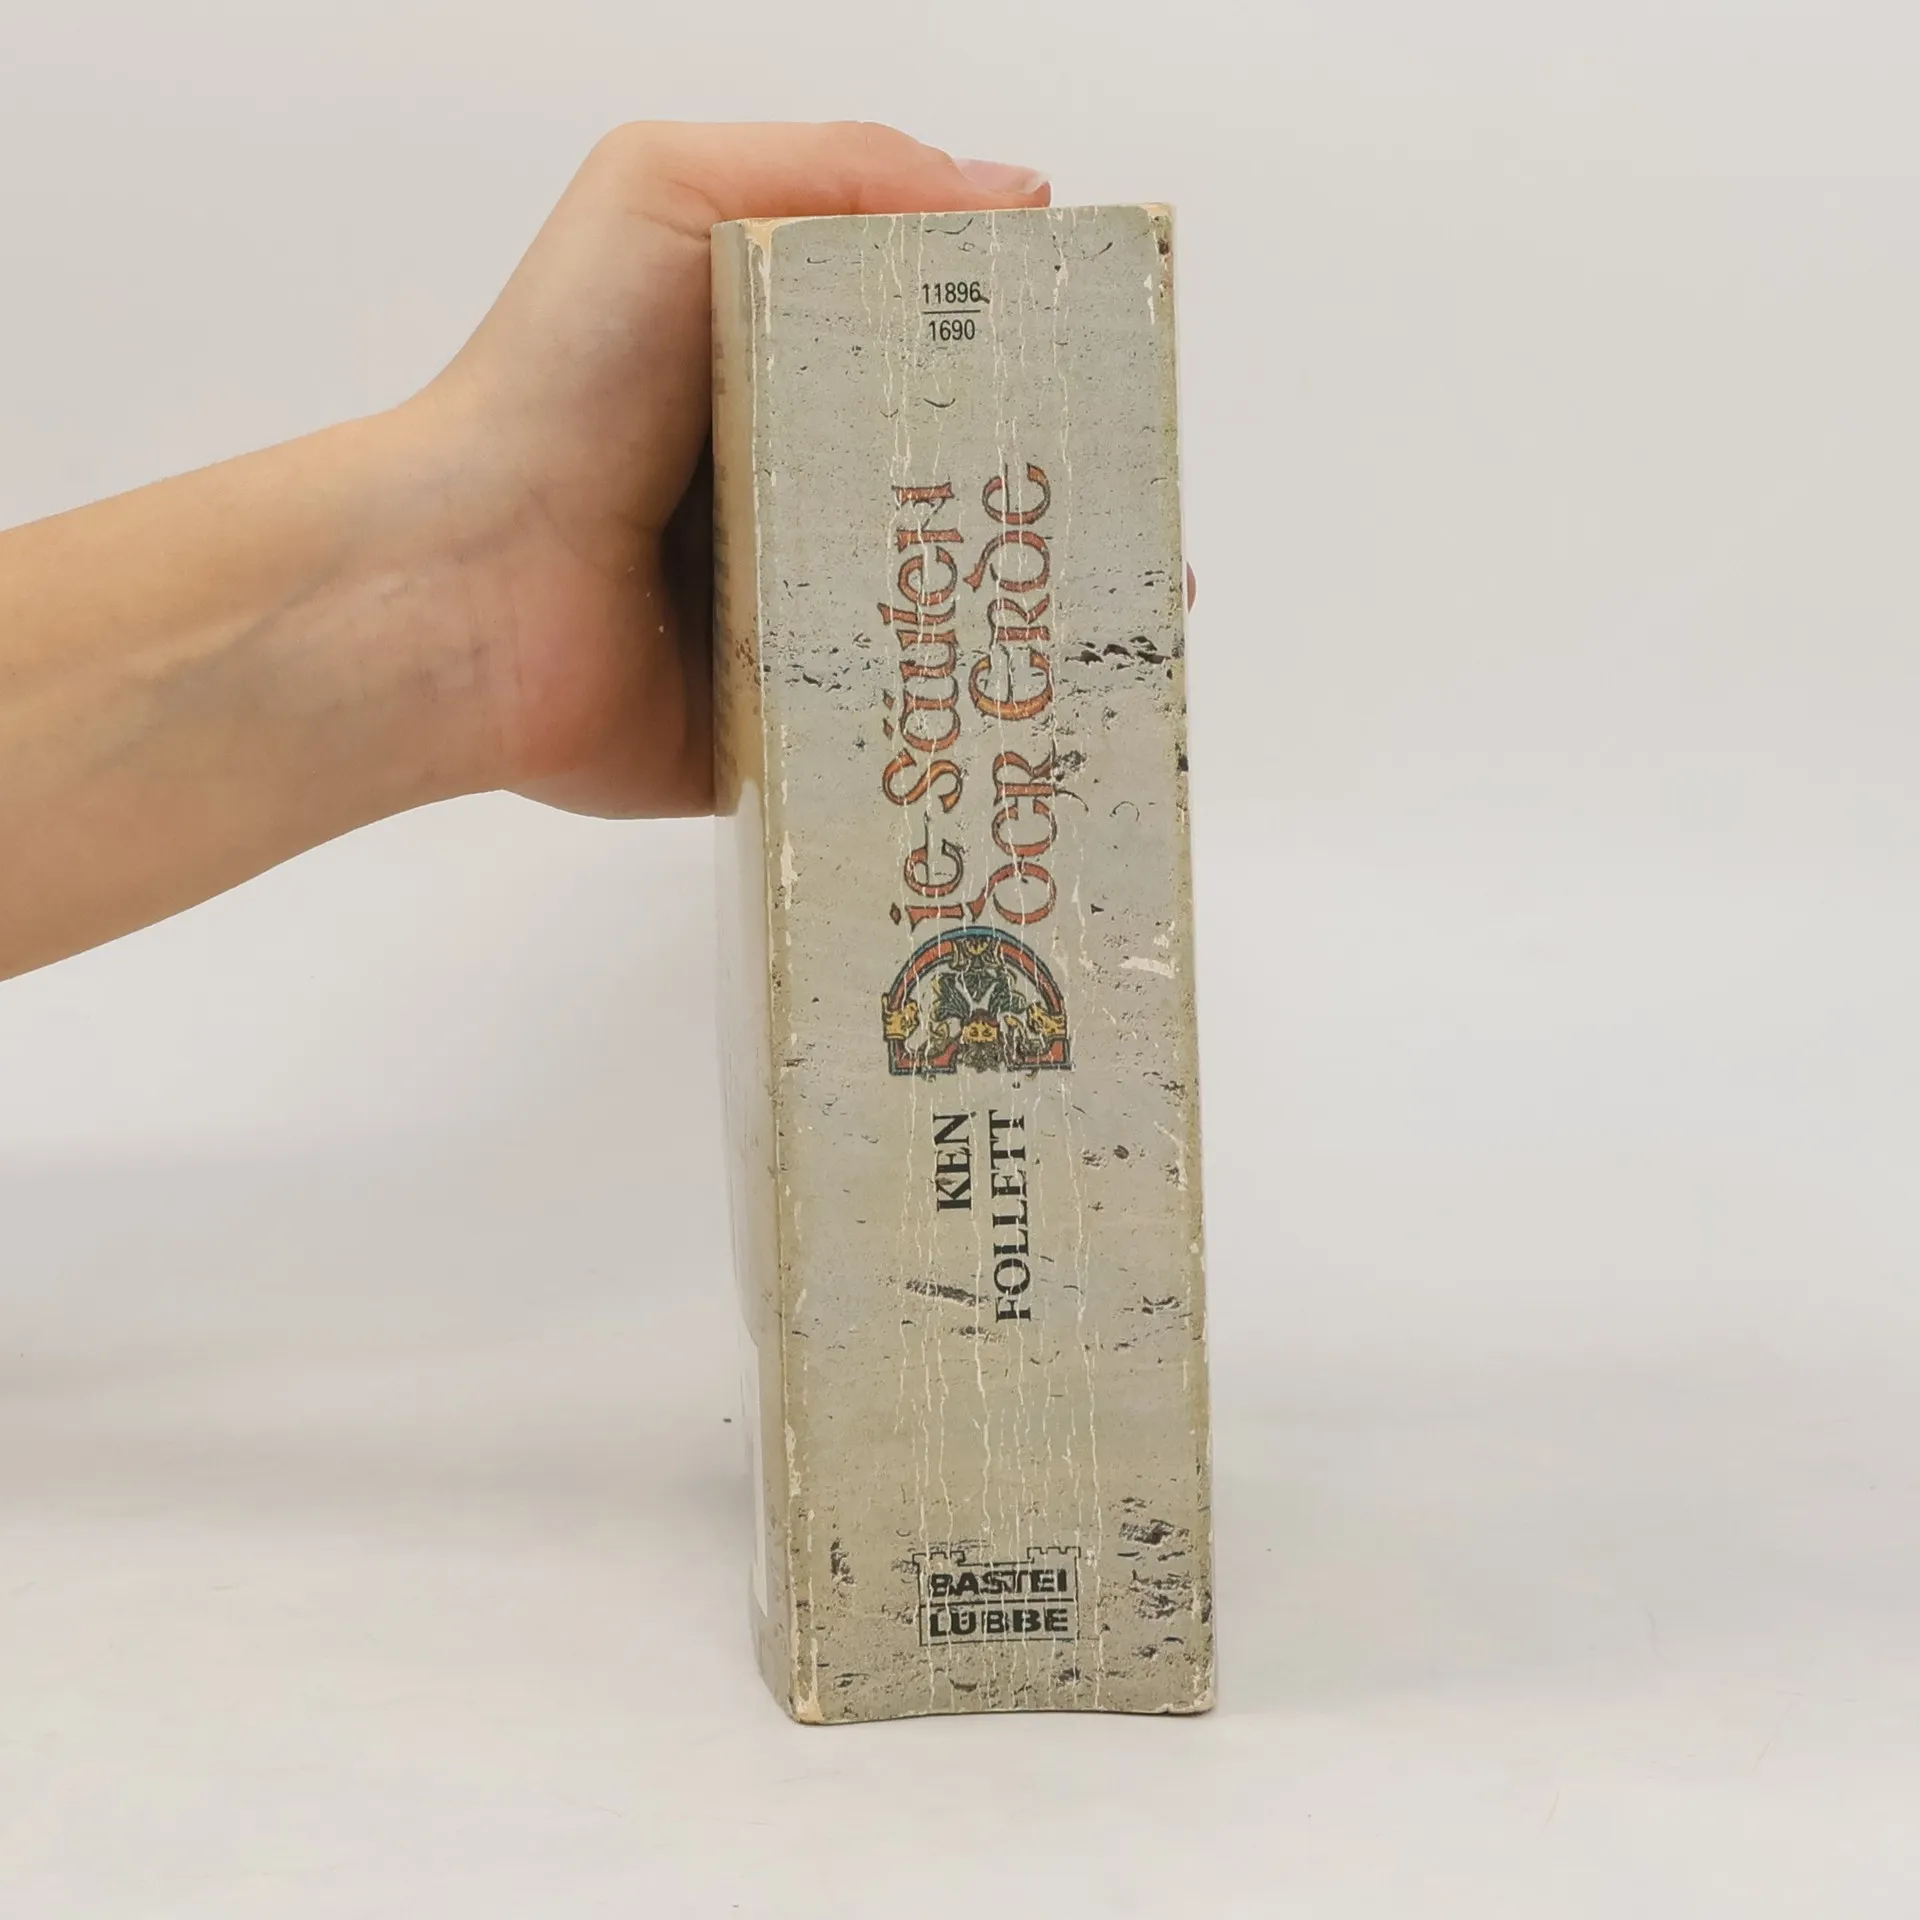 11896
1690
Die Säulen
der Erde
KEN
FOLLETT
BASTEI
LÜBBE